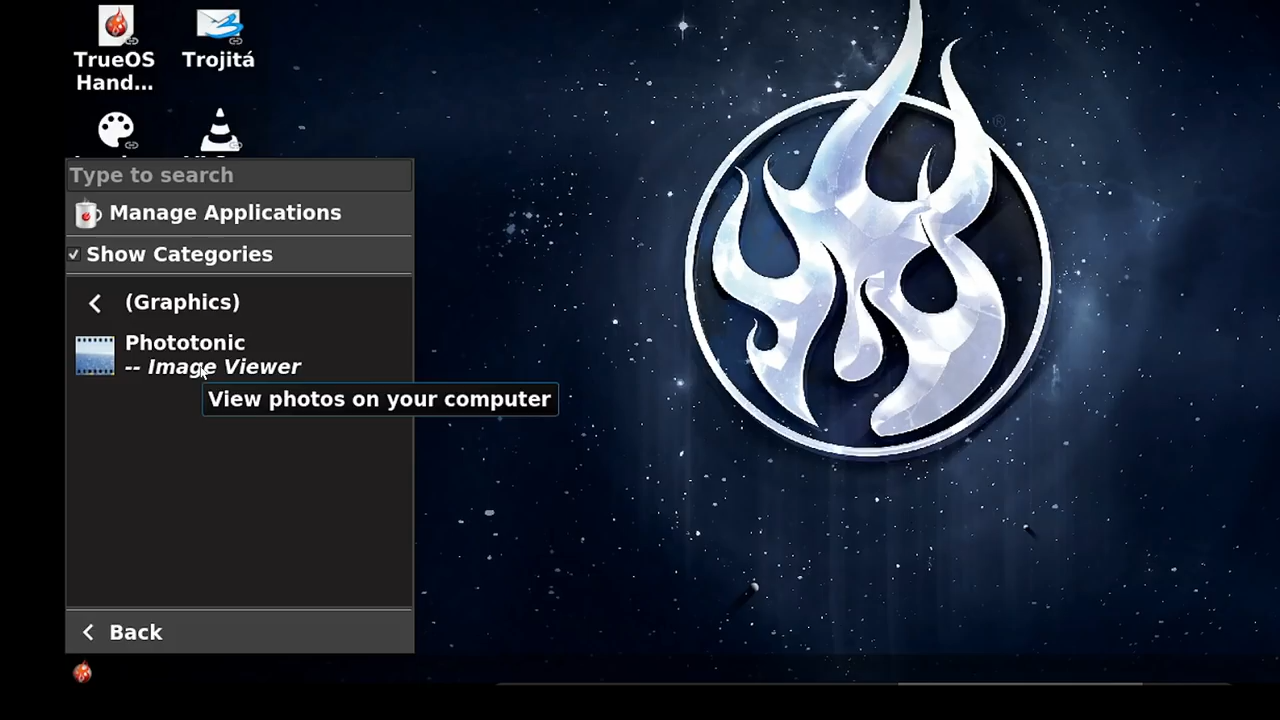 TrueOS
Hand...
Trojitá
Type to search
Manage Applications
Show Categories
(Graphics)
Phototonic
-- Image Viewer
View photos on your computer
Back